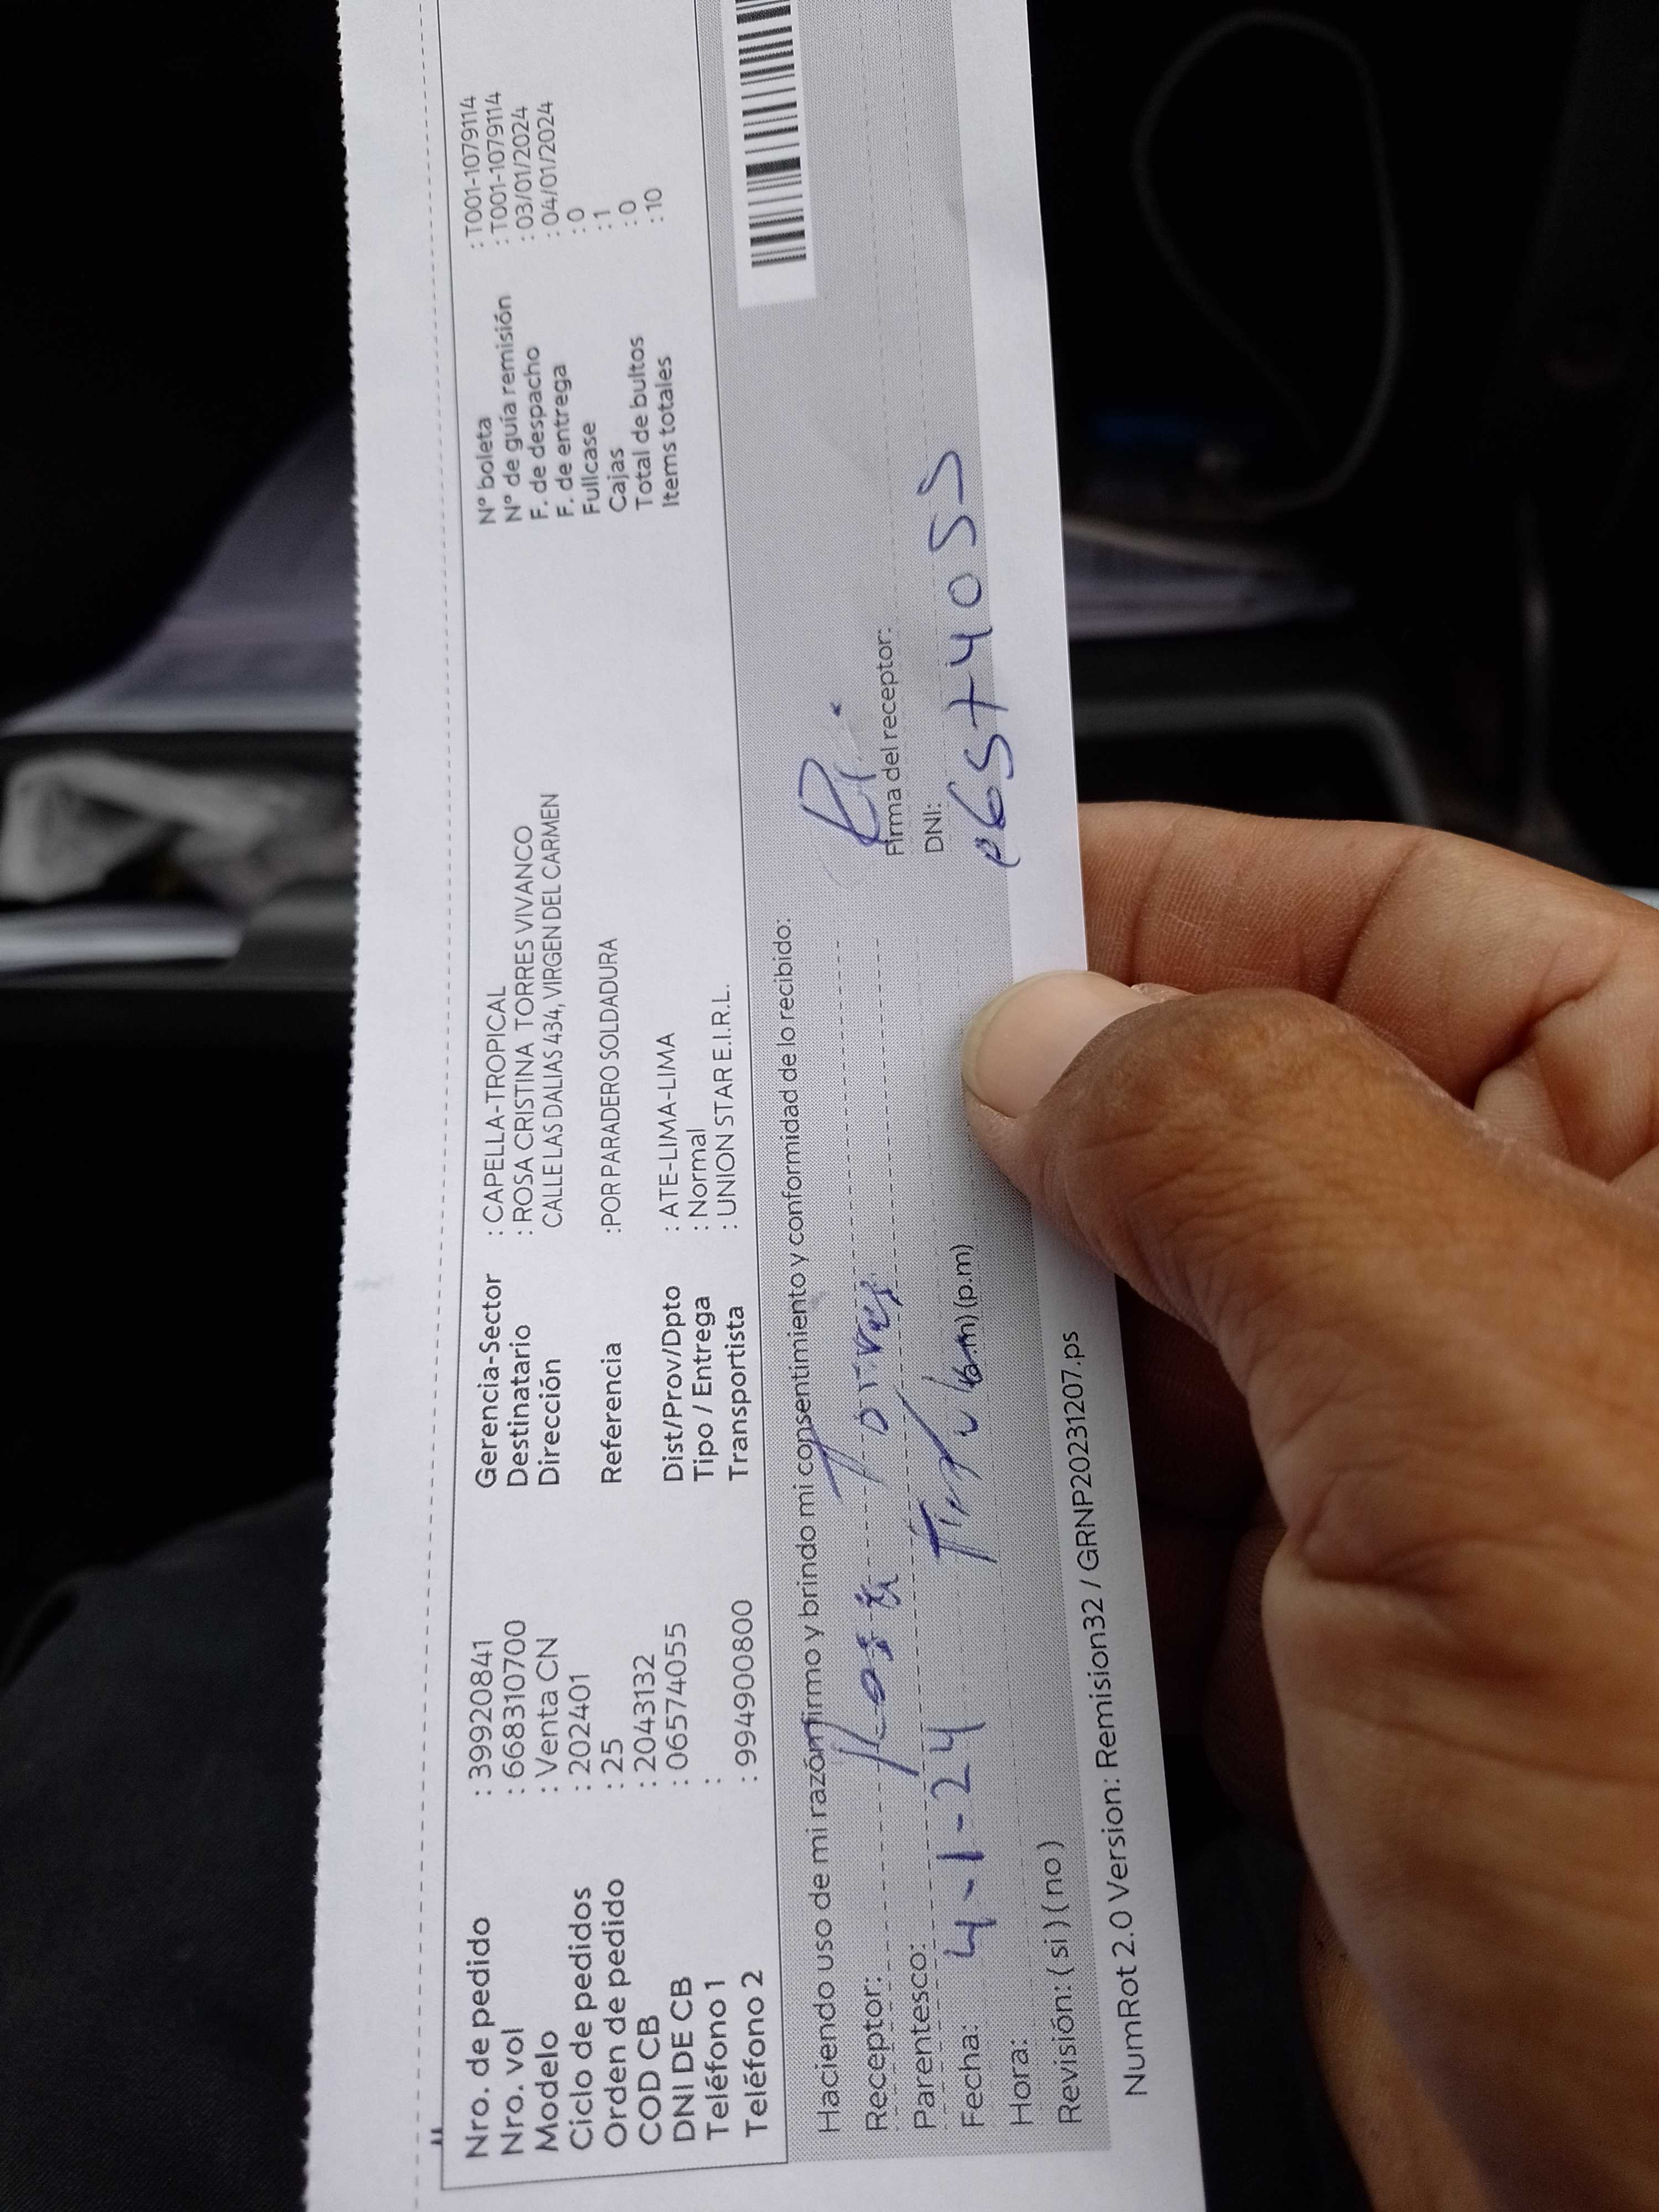 Nro. de pedido : 39920841 Gerencia-Sector : CAPELLA-TROPICAL Nº boleta : T001-1079114
Nro. vol : 668310700 Destinatario : ROSA CRISTINA TORRES VIVANCO Nº de guía remisión : T001-1079114
Modelo : Venta CN Dirección CALLE LAS DALIAS 434, VIRGEN DEL CARMEN F. de despacho : 03/01/2024
Ciclo de pedidos : 202401 F. de entrega : 04/01/2024
Orden de pedido : 25 Referencia :POR PARADERO SOLDADURA Fullcase : 0
COD CB : 2043132 Cajas : 1
DNI DE CB : 06574055 Dist/Prov/Dpto : ATE-LIMA-LIMA Total de bultos : 0
Teléfono 1 : Tipo / Entrega : Normal Items totales : 10
Teléfono 2 : 994900800 Transportista : UNION STAR E.I.R.L.
Haciendo uso de mi razón firmo y brindo mi consentimiento y conformidad de lo recibido:
Receptor: Rosa Torres
Parentesco: Firma del receptor:
Fecha: 4-1-24 DNI: 06574055
Hora: (a.m) (p.m)
Revisión: ( si ) ( no )
NumRot 2.0 Version: Remision32 / GRNP20231207.ps